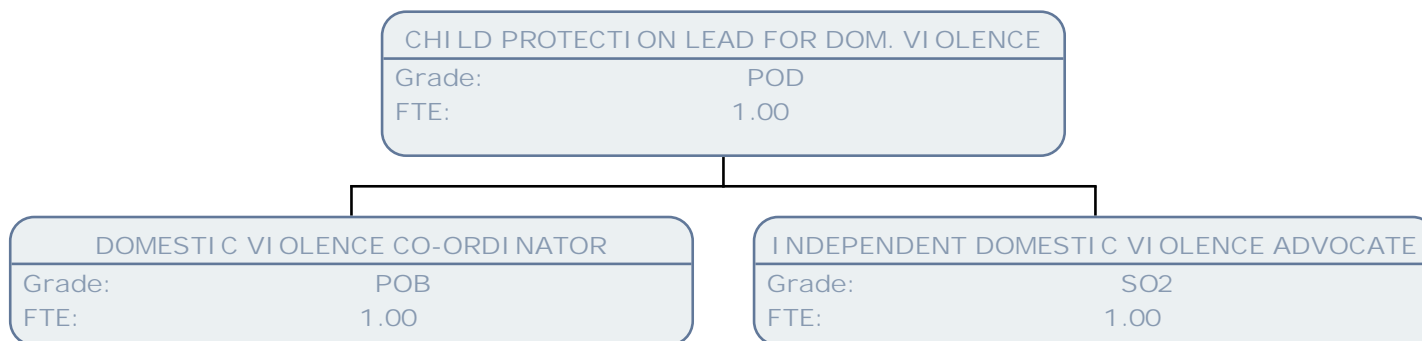 CHILD PROTECTION LEAD FOR DOM. VIOLENCE
Grade: POD
FTE: 1.00
DOMESTIC VIOLENCE CO-ORDINATOR
Grade: POB
FTE: 1.00
INDEPENDENT DOMESTIC VIOLENCE ADVOCATE
Grade: SO2
FTE: 1.00